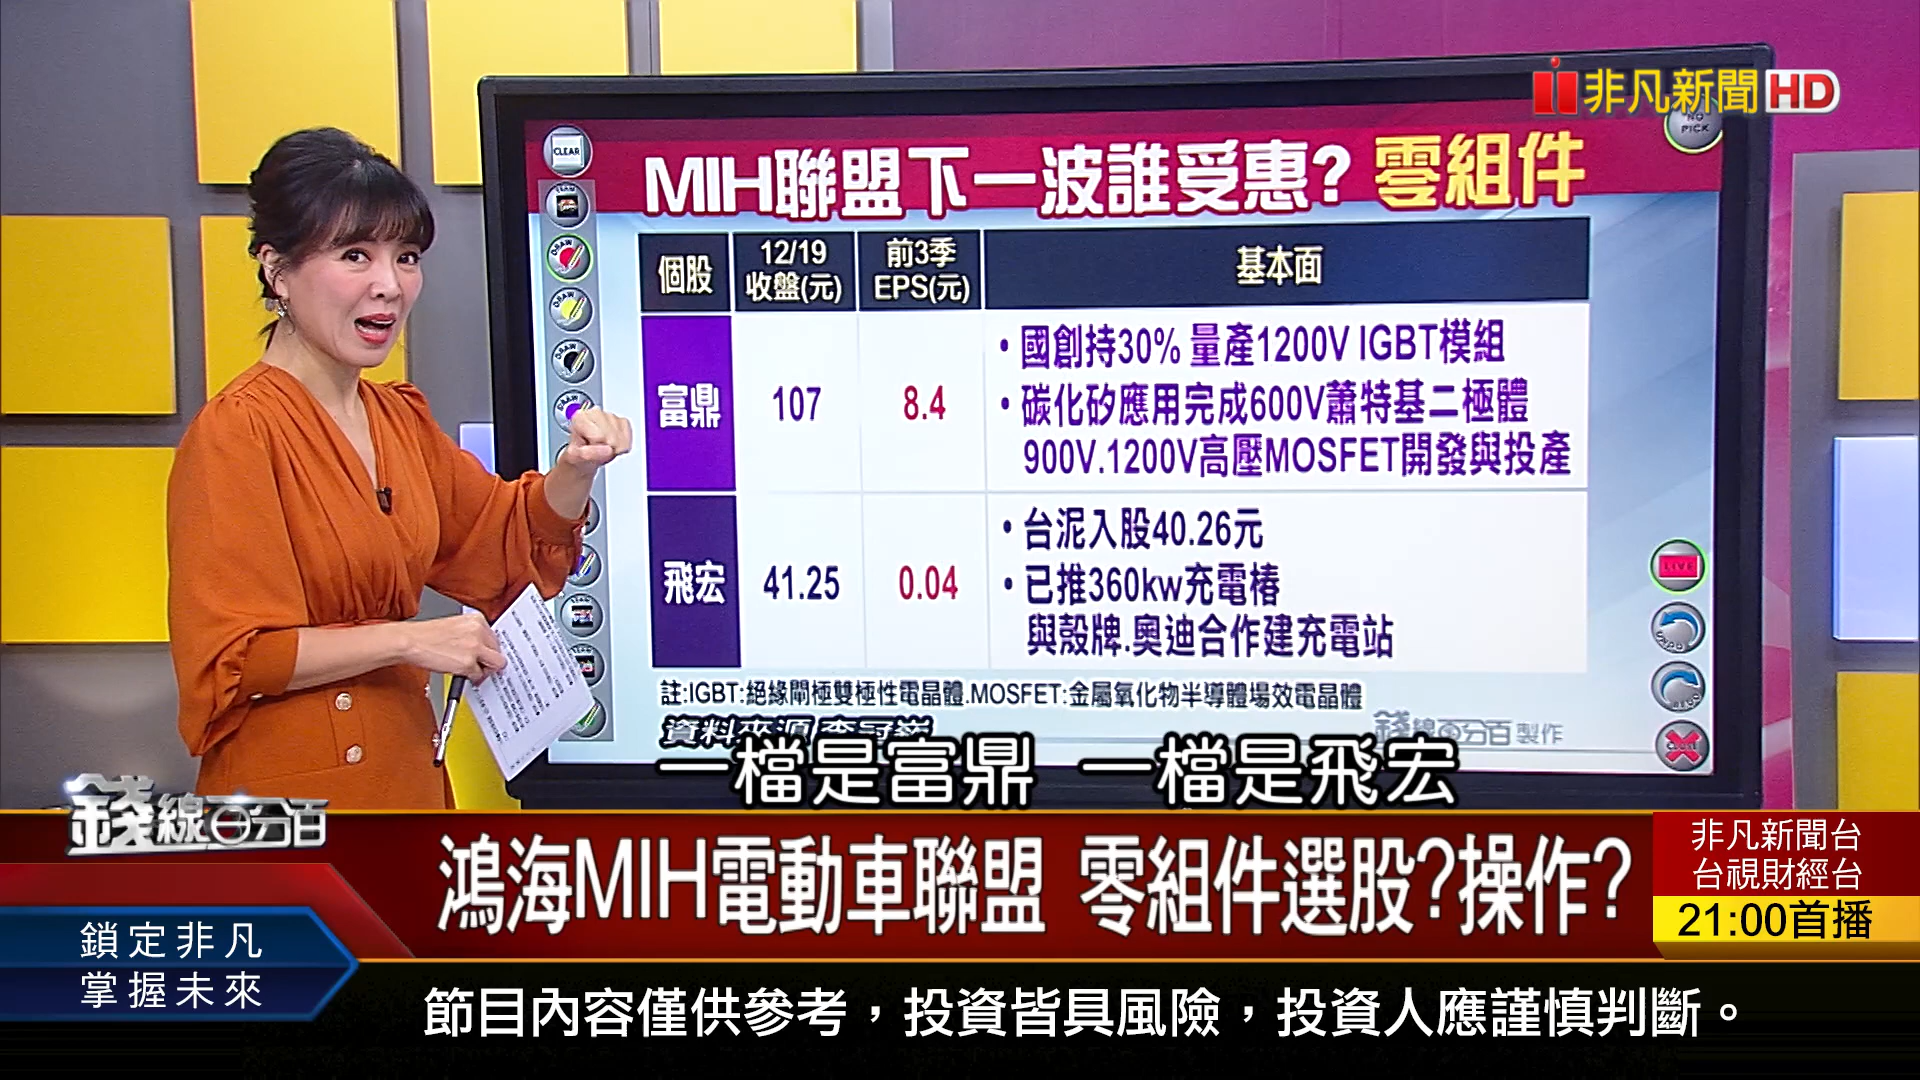 非凡新聞HD
NO
PICK
CLEAR
MIH聯盟下一波誰受惠? 零組件
個股
12/19
收盤(元)
前3季
EPS(元)
基本面
富鼎
107
8.4
•國創持30% 量產1200V IGBT模組
•碳化矽應用完成600V蕭特基二極體
900V.1200V高壓MOSFET開發與投產
飛宏
41.25
0.04
•台泥入股40.26元
•已推360kw充電樁
與殼牌.奧迪合作建充電站
註:IGBT:絕緣閘極雙極性電晶體.MOSFET:金屬氧化物半導體場效電晶體
資料來源
錢線百分百 製作
DRAW
DRAW
DRAW
DRAW
LIVE
一檔是富鼎 一檔是飛宏
錢線百分百
鴻海MIH電動車聯盟 零組件選股?操作?
非凡新聞台
台視財經台
21:00首播
鎖定非凡
掌握未來
節目內容僅供參考，投資皆具風險，投資人應謹慎判斷。